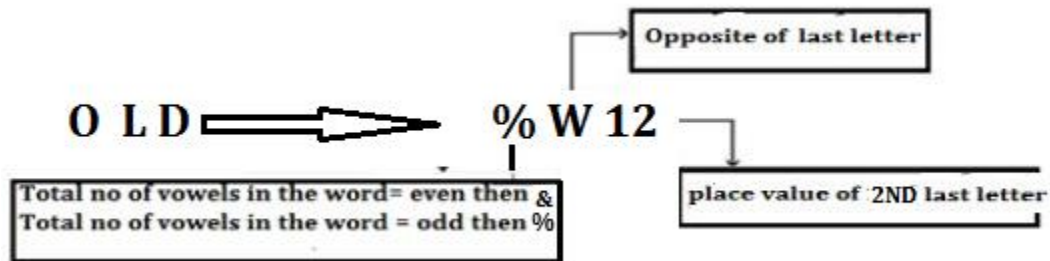 Opposite of last letter
O L D % W 12
Total no of vowels in the word= even then &
Total no of vowels in the word = odd then %
place value of 2ND last letter